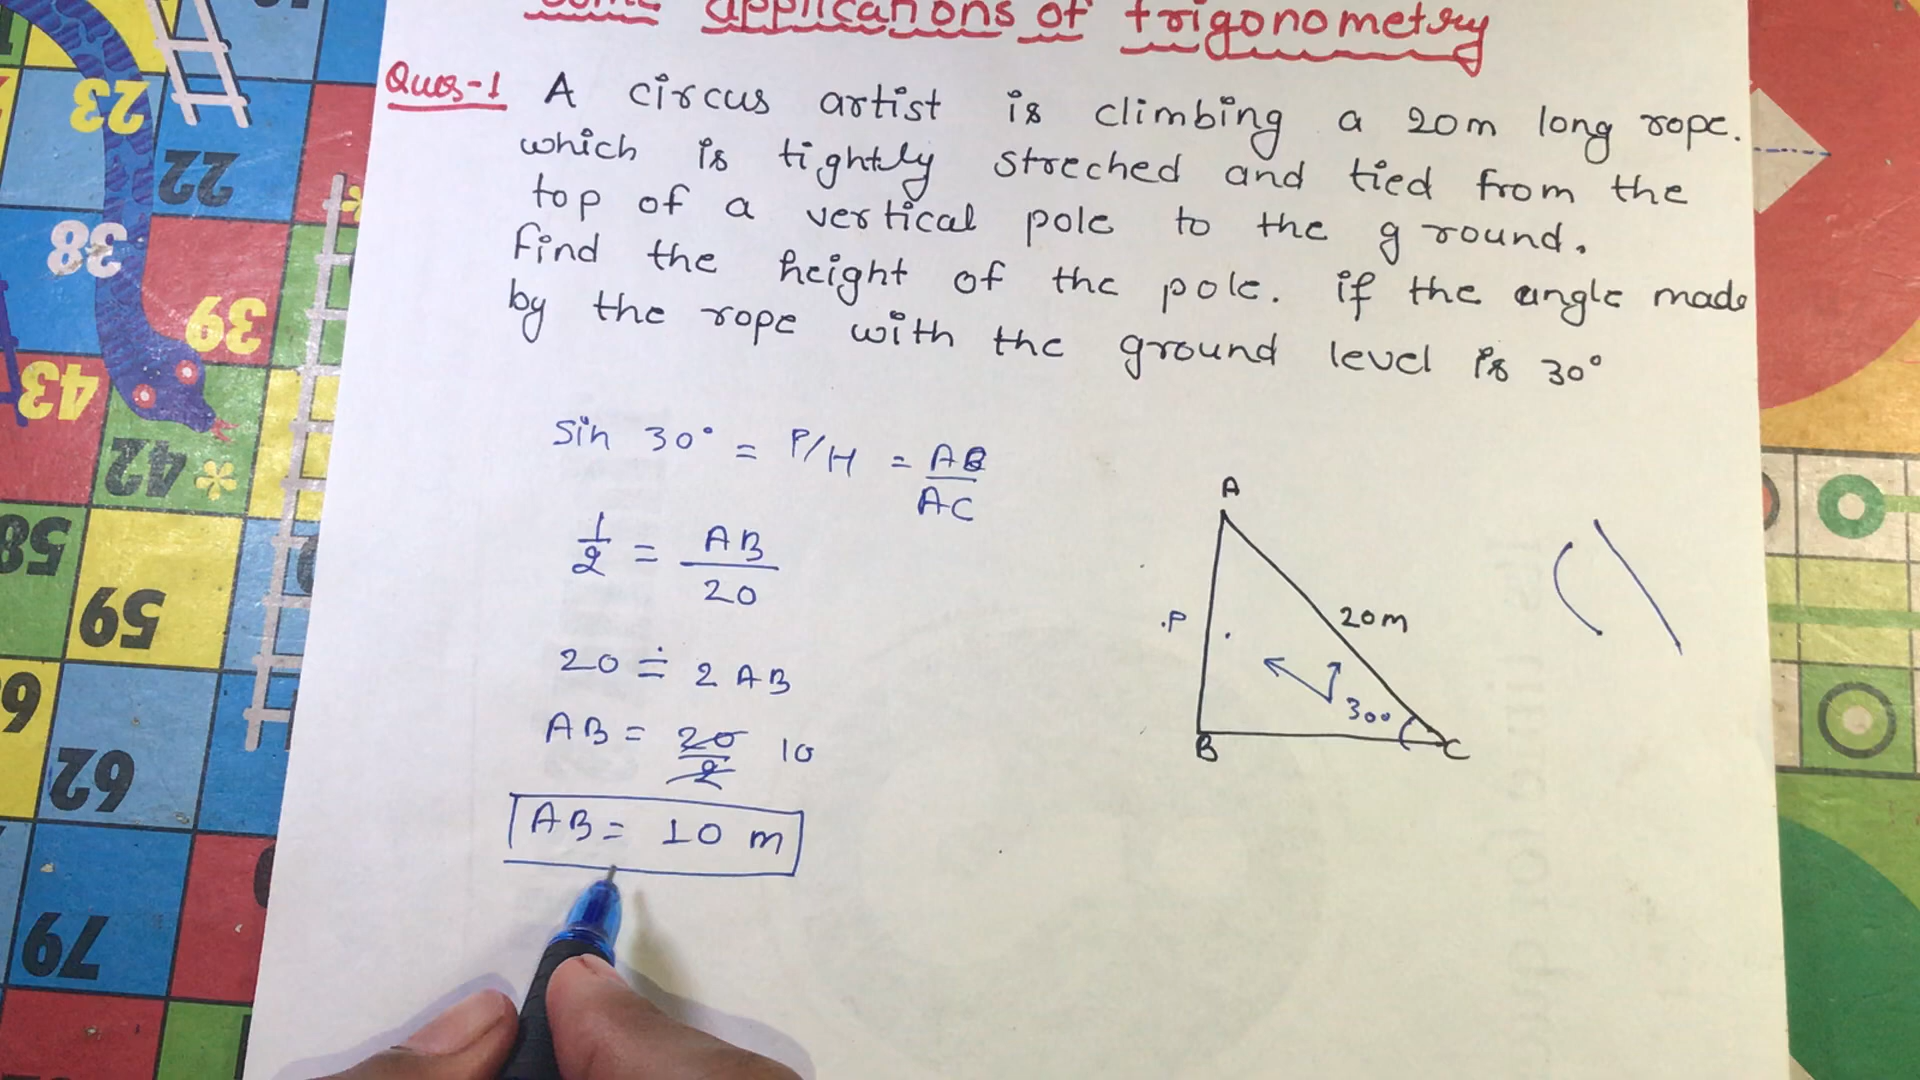 applications of trigonometry
Ques-1 A circus artist is climbing a 20m long rope.
which is tightly streched and tied from the
top of a vertical pole to the ground.
find the height of the pole. if the angle made
by the rope with the ground level is 30°
Sin 30° = P/H = AB/AC
1/2 = AB/20
20 = 2 AB
AB = 20/2 10
AB = 10 m
A
20m
.P
30°
B
C
23
22
38
39
43
42
58
59
62
79